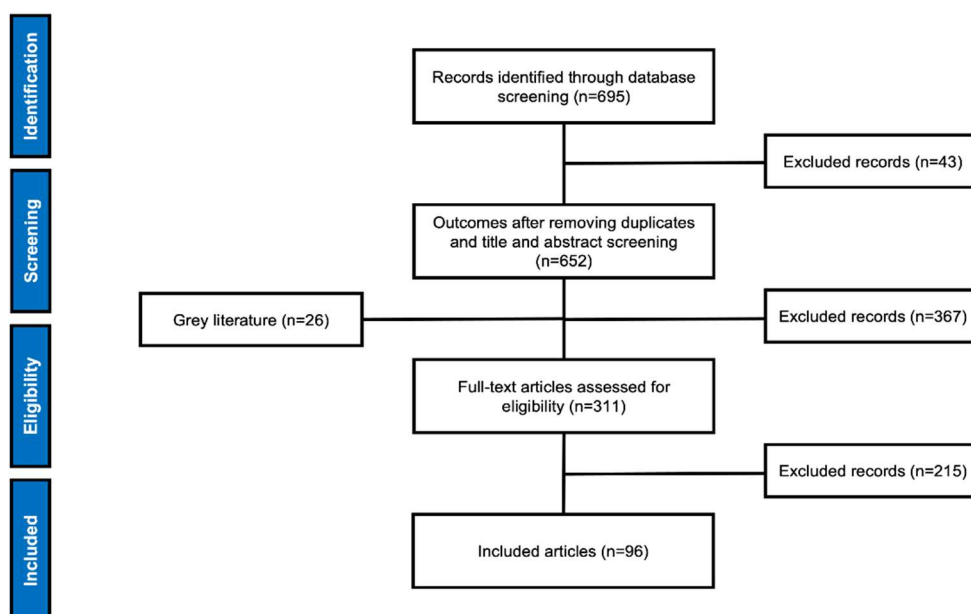 Identification
Records identified through database
screening (n=695)
Excluded records (n=43)
Screening
Outcomes after removing duplicates
and title and abstract screening
(n=652)
Grey literature (n=26)
Excluded records (n=367)
Eligibility
Full-text articles assessed for
eligibility (n=311)
Excluded records (n=215)
Included
Included articles (n=96)